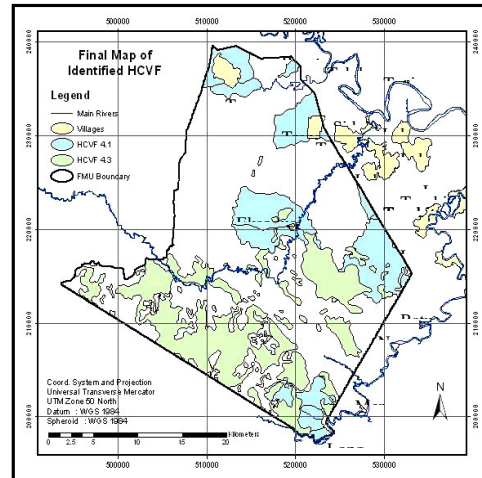 500000 510000 520000 530000
Final Map of
Identified HCVF
Legend
Main Rivers
Villages
HCVF 4.1
HCVF 4.3
FMU Boundary
240000
230000
220000
210000
200000
240000
230000
220000
210000
200000
Coord. System and Projection
Universal Transverse Mercator
UTM Zone 50 North
Datum : WGS 1984
Spheroid : WGS 1984
Kilometers
0 2.5 5 10 15 20
N
500000 510000 520000 530000